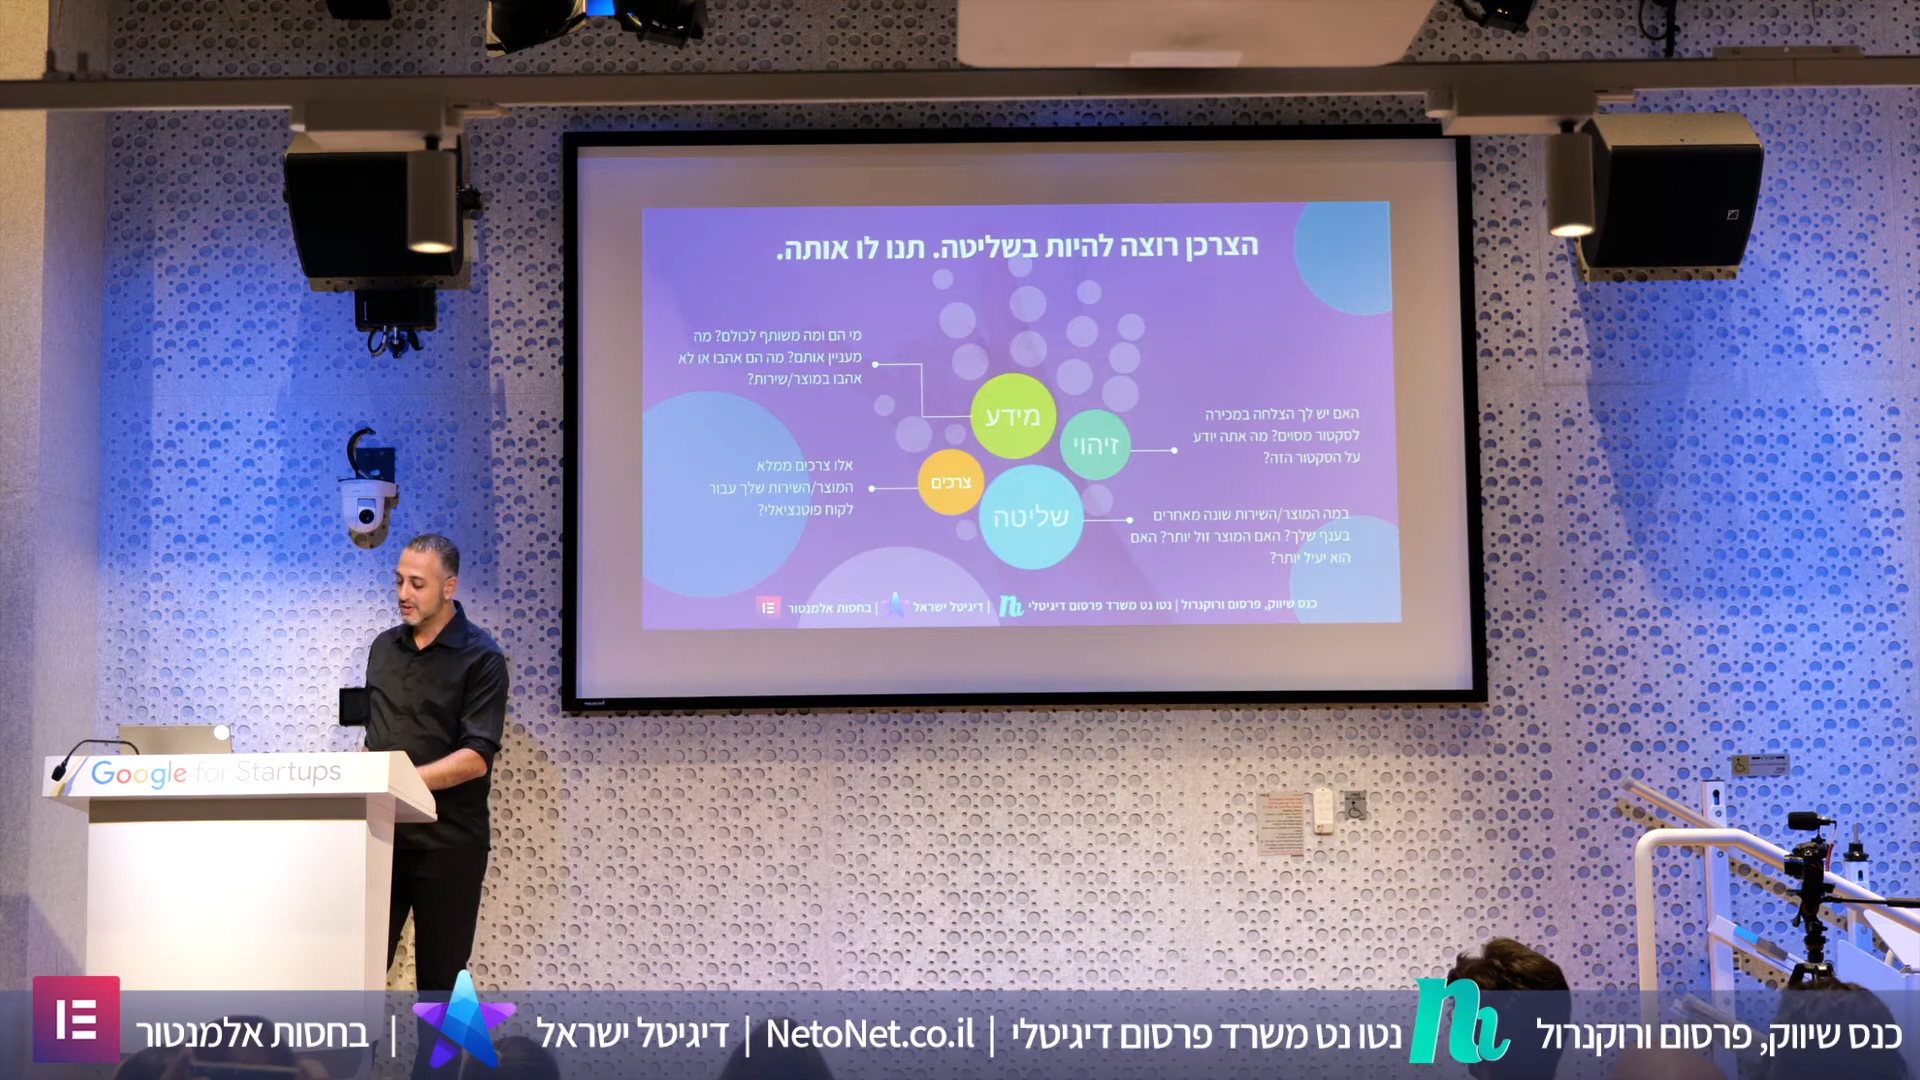 הצרכן רוצה להיות בשליטה. תנו לו אותה.
מי הם ומה משותף לכולם? מה
מעניין אותם? מה הם אהבו או לא
אהבו במוצר/שירות?
מידע
זיהוי
האם יש לך הצלחה במכירה
לסקטור מסוים? מה אתה יודע
על הסקטור הזה?
אלו צרכים ממלא
המוצר/השירות שלך עבור
לקוח פוטנציאלי?
צרכים
שליטה
במה המוצר/השירות שונה מאחרים
בענף שלך? האם המוצר זול יותר? האם
הוא יעיל יותר?
כנס שיווק, פרסום ורוקנרול | נטו נט משרד פרסום דיגיטלי | דיגיטל ישראל | בחסות אלמנטור
Google for Startups
כנס שיווק, פרסום ורוקנרול נטו נט משרד פרסום דיגיטלי | NetoNet.co.il | דיגיטל ישראל | בחסות אלמנטור